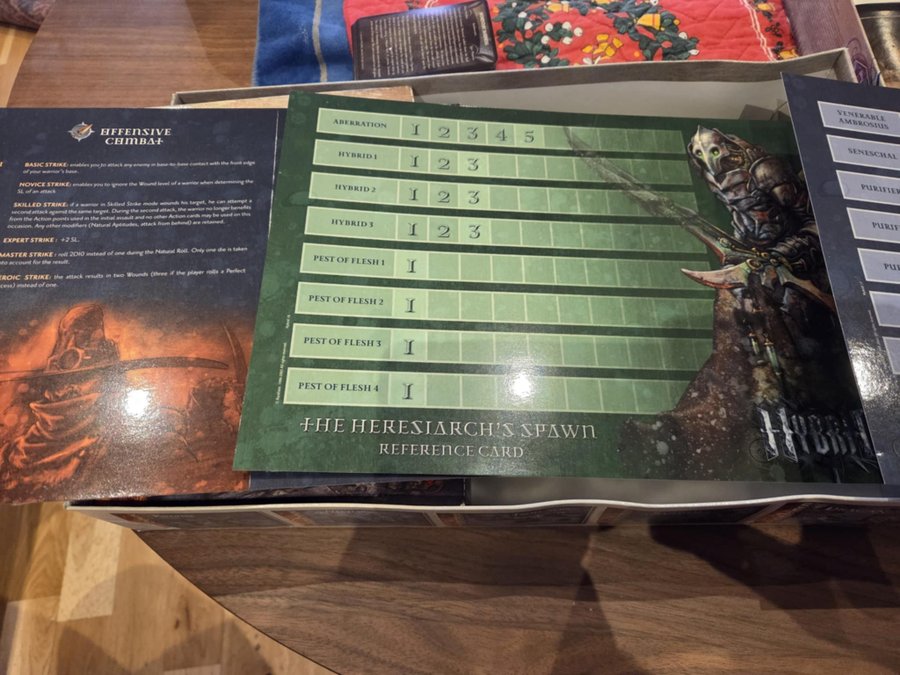 OFFENSIVE
COMBAT
BASIC STRIKE: enables you to attack any enemy in base-to-base contact with the front edge
of your warrior's base.
NOVICE STRIKE: enables you to ignore the Wound level of a warrior when determining the
SL of an attack
SKILLED STRIKE: if a warrior in Skilled Strike mode wounds his target, he can attempt a
second attack against the same target. During the second attack, the warrior no longer benefits
from the Action points used in the initial assault and no other Action cards may be used on this
occasion. Any other modifiers (Natural Aptitudes, attack from behind) are retained.
EXPERT STRIKE : +2 SL.
MASTER STRIKE : roll 2D10 instead of one during the Natural Roll. Only one die is taken
into account for the result.
EROIC STRIKE: the attack results in two Wounds (three if the player rolls a Perfect
cess) instead of one.
ABERRATION 1 2 3 4 5
HYBRID 1 1 2 3
HYBRID 2 1 2 3
HYBRID 3 1 2 3
PEST OF FLESH 1 1
PEST OF FLESH 2 1
PEST OF FLESH 3 1
PEST OF FLESH 4 1
THE HERESIARCH'S SPAWN
REFERENCE CARD
VENERABLE
AMBROSIUS
SENESCHAL
PURIFIER
PURIF
PUR